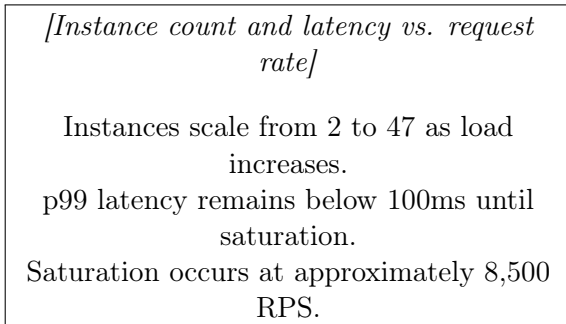 [Instance count and latency vs. request
rate]
Instances scale from 2 to 47 as load
increases.
p99 latency remains below 100ms until
saturation.
Saturation occurs at approximately 8,500
RPS.